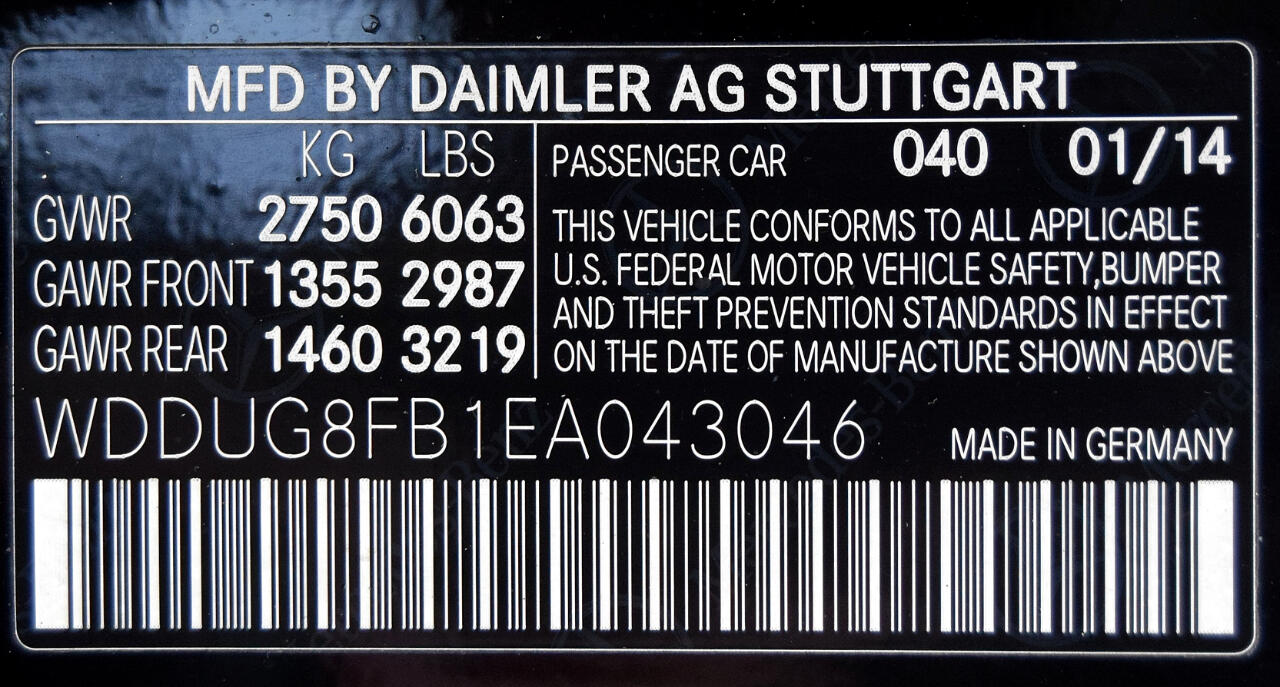 MFD BY DAIMLER AG STUTTGART
KG LBS
GVWR 2750 6063
GAWR FRONT 1355 2987
GAWR REAR 1460 3219
PASSENGER CAR 040 01/14
THIS VEHICLE CONFORMS TO ALL APPLICABLE
U.S. FEDERAL MOTOR VEHICLE SAFETY,BUMPER
AND THEFT PREVENTION STANDARDS IN EFFECT
ON THE DATE OF MANUFACTURE SHOWN ABOVE
WDDUG8FB1EA043046
MADE IN GERMANY